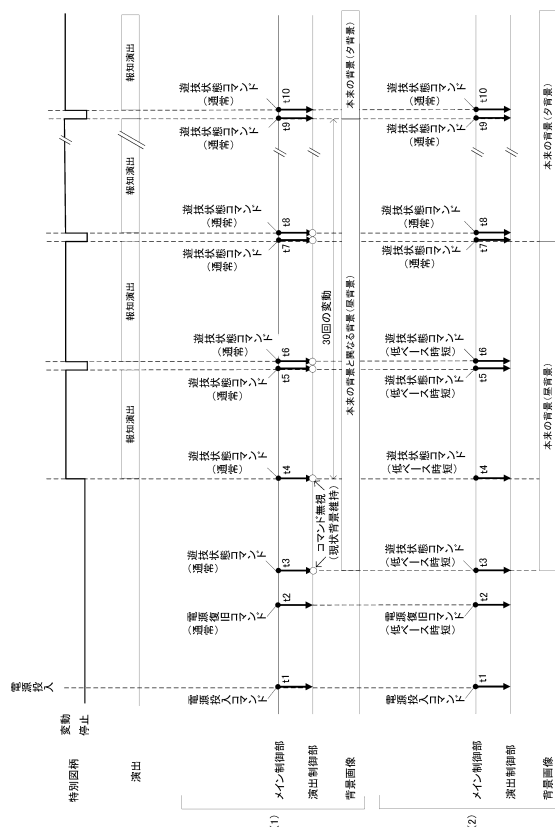 電源投入
特別図柄
変動
停止
演出
報知演出
報知演出
報知演出
報知演出
(1)
メイン制御部
演出制御部
背景画像
電源投入コマンド
t1
電源復旧コマンド
(通常)
t2
遊技状態コマンド
(通常)
t3
コマンド無視
(現状背景維持)
遊技状態コマンド
(通常)
t4
遊技状態コマンド
(通常)
t5
遊技状態コマンド
(通常)
t6
遊技状態コマンド
(通常)
t7
遊技状態コマンド
(通常)
t8
遊技状態コマンド
(通常)
t9
遊技状態コマンド
(通常)
t10
30回の変動
本来の背景と異なる背景(昼背景)
本来の背景(夕背景)
(2)
メイン制御部
演出制御部
背景画像
電源投入コマンド
t1
電源復旧コマンド
(低ベース時短)
t2
遊技状態コマンド
(低ベース時短)
t3
遊技状態コマンド
(低ベース時短)
t4
遊技状態コマンド
(低ベース時短)
t5
遊技状態コマンド
(低ベース時短)
t6
遊技状態コマンド
(通常)
t7
遊技状態コマンド
(通常)
t8
遊技状態コマンド
(通常)
t9
遊技状態コマンド
(通常)
t10
本来の背景(昼背景)
本来の背景(夕背景)